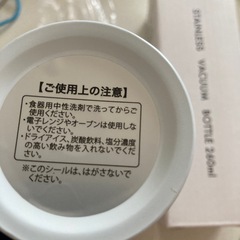 【ご使用上の注意】
・食器用中性洗剤で洗ってからご
使用ください。
・電子レンジやオーブンは使用しな
いでください。
・ドライアイス、炭酸飲料、塩分濃度
の高い飲み物を入れないでくださ
い。
※このシールは、はがさないで
ください。
STAINLESS VACUUM BOTTLE 260ml